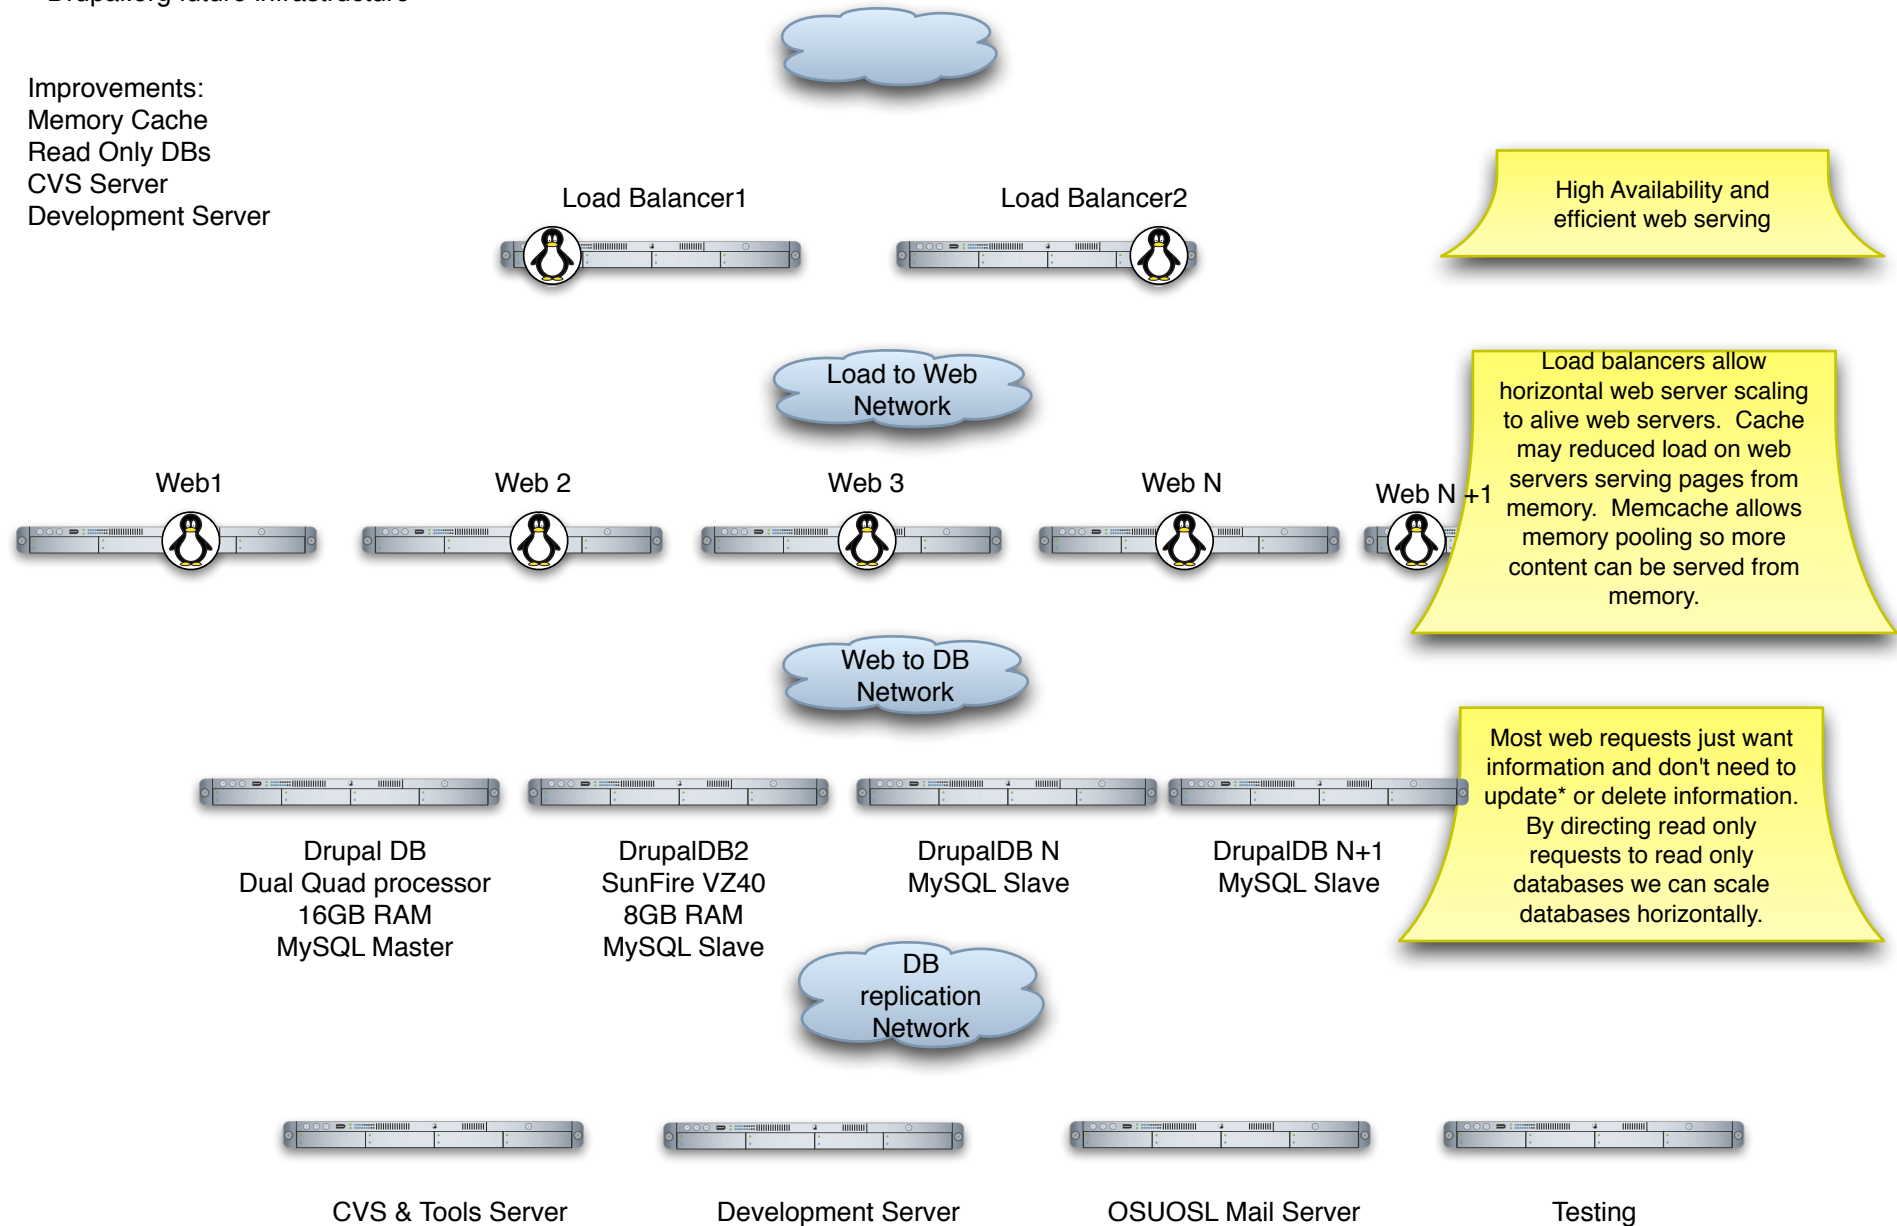 Drupal.org future infrastructure
Improvements:
Memory Cache
Read Only DBs
CVS Server
Development Server
Load Balancer1
Load Balancer2
High Availability and
efficient web serving
Load to Web
Network
Load balancers allow
horizontal web server scaling
to alive web servers.  Cache
may reduced load on web
servers serving pages from
memory.  Memcache allows
memory pooling so more
content can be served from
memory.
Web1
Web 2
Web 3
Web N
Web N +1
Web to DB
Network
Most web requests just want
information and don't need to
update* or delete information.
By directing read only
requests to read only
databases we can scale
databases horizontally.
Drupal DB
Dual Quad processor
16GB RAM
MySQL Master
DrupalDB2
SunFire VZ40
8GB RAM
MySQL Slave
DrupalDB N
MySQL Slave
DrupalDB N+1
MySQL Slave
DB
replication
Network
CVS & Tools Server
Development Server
OSUOSL Mail Server
Testing